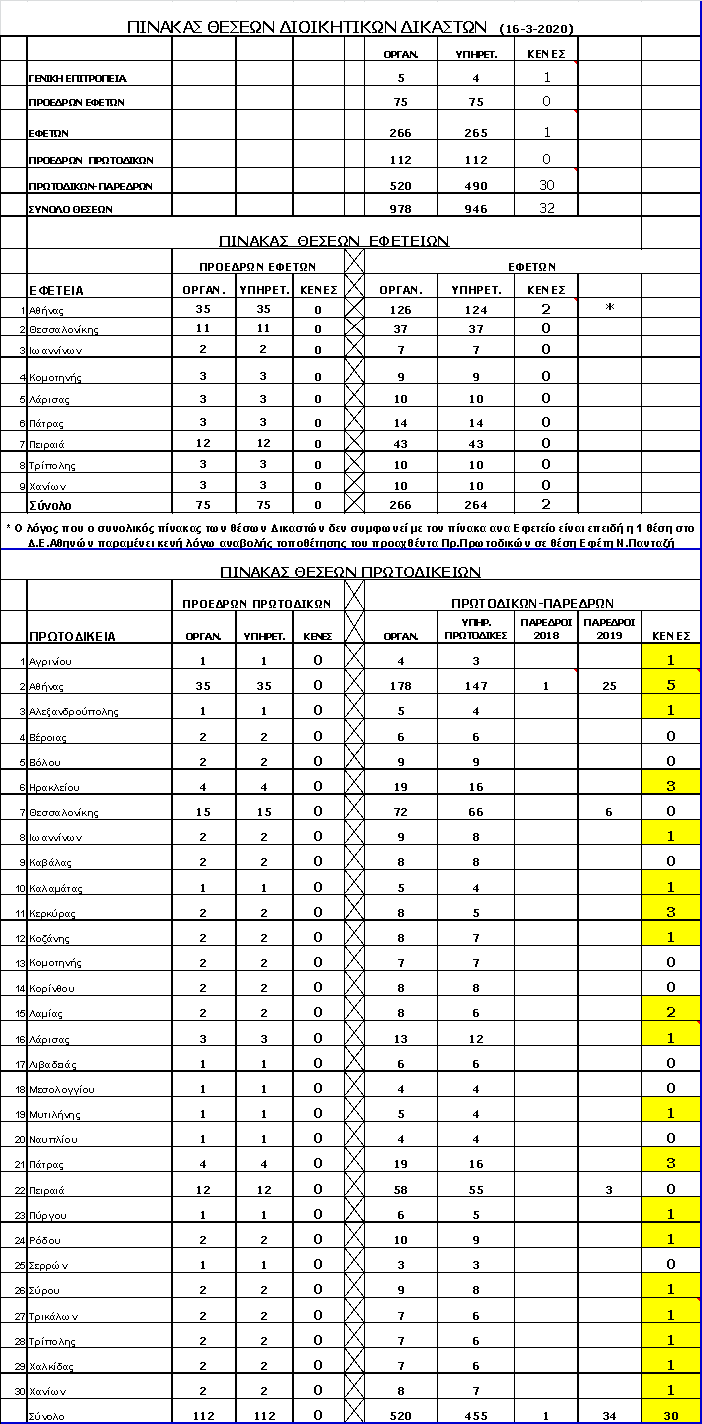 ΠΙΝΑΚΑΣ ΘΕΣΕΩΝ ΔΙΟΙΚΗΤΙΚΩΝ ΔΙΚΑΣΤΩΝ (16-3-2020)
ΟΡΓΑΝ. ΥΠΗΡΕΤ. ΚΕΝΕΣ
ΓΕΝΙΚΗ ΕΠΙΤΡΟΠΕΙΑ 5 4 1
ΠΡΟΕΔΡΩΝ ΕΦΕΤΩΝ 75 75 0
ΕΦΕΤΩΝ 266 265 1
ΠΡΟΕΔΡΩΝ ΠΡΩΤΟΔΙΚΩΝ 112 112 0
ΠΡΩΤΟΔΙΚΩΝ-ΠΑΡΕΔΡΩΝ 520 490 30
ΣΥΝΟΛΟ ΘΕΣΕΩΝ 978 946 32
ΠΙΝΑΚΑΣ ΘΕΣΕΩΝ ΕΦΕΤΕΙΩΝ
ΠΡΟΕΔΡΩΝ ΕΦΕΤΩΝ ΕΦΕΤΩΝ
ΕΦΕΤΕΙΑ ΟΡΓΑΝ. ΥΠΗΡΕΤ. ΚΕΝΕΣ ΟΡΓΑΝ. ΥΠΗΡΕΤ. ΚΕΝΕΣ
1 Αθήνας 35 35 0 126 124 2 *
2 Θεσσαλονίκης 11 11 0 37 37 0
3 Ιωαννίνων 2 2 0 7 7 0
4 Κομοτηνής 3 3 0 9 9 0
5 Λάρισας 3 3 0 10 10 0
6 Πάτρας 3 3 0 14 14 0
7 Πειραιά 12 12 0 43 43 0
8 Τρίπολης 3 3 0 10 10 0
9 Χανίων 3 3 0 10 10 0
Σύνολο 75 75 0 266 264 2
* Ο λόγος που ο συνολικός πίνακας των θέσων Δικαστών δεν συμφωνεί με τον πίνακα ανα Εφετείο είναι επειδή η 1 θέση στο
Δ.Ε.Αθηνών παραμένει κενή λόγω αναβολής τοποθέτησης του προαχθέντα Πρ.Πρωτοδικών σε θέση Εφέτη Ν.Πανταζή
ΠΙΝΑΚΑΣ ΘΕΣΕΩΝ ΠΡΩΤΟΔΙΚΕΙΩΝ
ΠΡΟΕΔΡΩΝ ΠΡΩΤΟΔΙΚΩΝ ΠΡΩΤΟΔΙΚΩΝ-ΠΑΡΕΔΡΩΝ
ΠΡΩΤΟΔΙΚΕΙΑ ΟΡΓΑΝ. ΥΠΗΡΕΤ. ΚΕΝΕΣ ΟΡΓΑΝ. ΥΠΗΡ. ΠΡΩΤΟΔΙΚΕΣ ΠΑΡΕΔΡΟΙ 2018 ΠΑΡΕΔΡΟΙ 2019 ΚΕΝΕΣ
1 Αγρινίου 1 1 0 4 3 1
2 Αθήνας 35 35 0 178 147 1 25 5
3 Αλεξανδρούπολης 1 1 0 5 4 1
4 Βέροιας 2 2 0 6 6 0
5 Βόλου 2 2 0 9 9 0
6 Ηρακλείου 4 4 0 19 16 3
7 Θεσσαλονίκης 15 15 0 72 66 6 0
8 Ιωαννίνων 2 2 0 9 8 1
9 Καβάλας 2 2 0 8 8 0
10 Καλαμάτας 1 1 0 5 4 1
11 Κερκύρας 2 2 0 8 5 3
12 Κοζάνης 2 2 0 8 7 1
13 Κομοτηνής 2 2 0 7 7 0
14 Κορίνθου 2 2 0 8 8 0
15 Λαμίας 2 2 0 8 6 2
16 Λάρισας 3 3 0 13 12 1
17 Λιβαδειάς 1 1 0 6 6 0
18 Μεσολογγίου 1 1 0 4 4 0
19 Μυτιλήνης 1 1 0 5 4 1
20 Ναυπλίου 1 1 0 4 4 0
21 Πάτρας 4 4 0 19 16 3
22 Πειραιά 12 12 0 58 55 3 0
23 Πύργου 1 1 0 6 5 1
24 Ρόδου 2 2 0 10 9 1
25 Σερρών 1 1 0 3 3 0
26 Σύρου 2 2 0 9 8 1
27 Τρικάλων 2 2 0 7 6 1
28 Τρίπολης 2 2 0 7 6 1
29 Χαλκίδας 2 2 0 7 6 1
30 Χανίων 2 2 0 8 7 1
Σύνολο 112 112 0 520 455 1 34 30